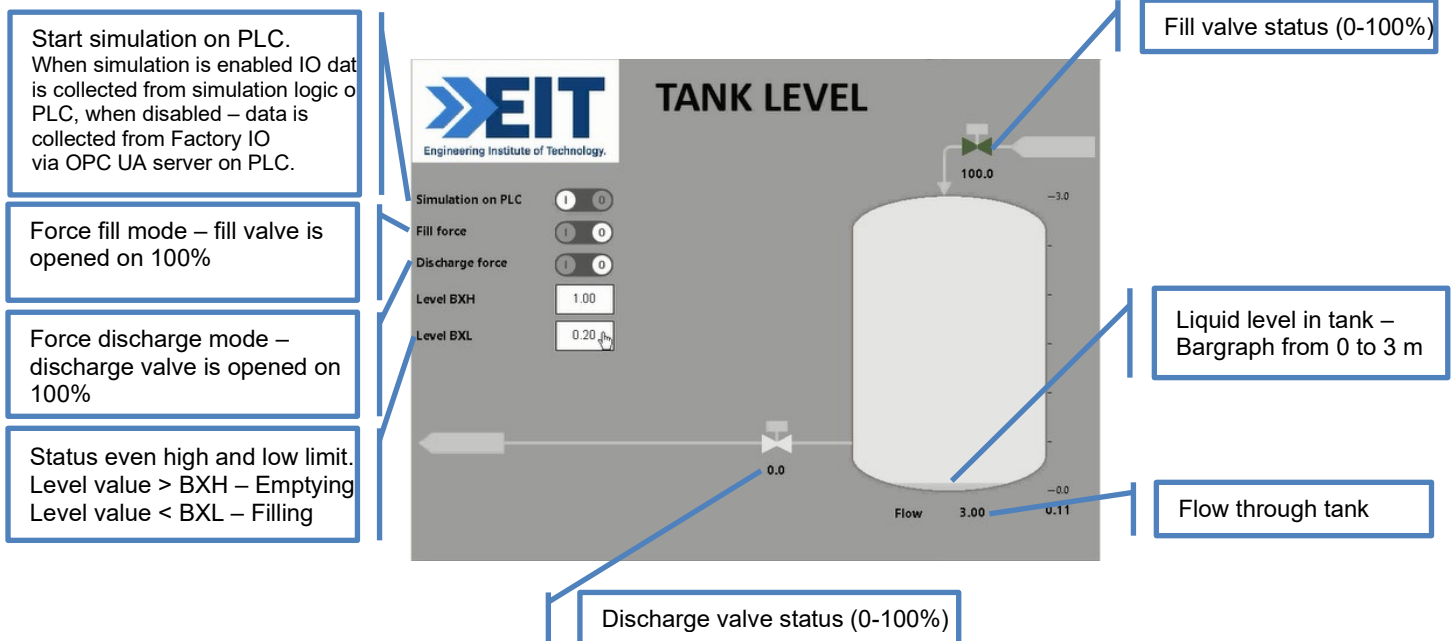 Start simulation on PLC.
When simulation is enabled IO dat
is collected from simulation logic o
PLC, when disabled – data is
collected from Factory IO
via OPC UA server on PLC.
Force fill mode – fill valve is
opened on 100%
Force discharge mode –
discharge valve is opened on
100%
Status even high and low limit.
Level value > BXH – Emptying
Level value < BXL – Filling
EIT
Engineering Institute of Technology.
TANK LEVEL
Simulation on PLC
I 0
Fill force
I 0
Discharge force
I 0
Level BXH
1.00
Level BXL
0.20
100.0
3.0
0.0
0.0
Flow 3.00 0.11
Fill valve status (0-100%)
Liquid level in tank –
Bargraph from 0 to 3 m
Flow through tank
Discharge valve status (0-100%)